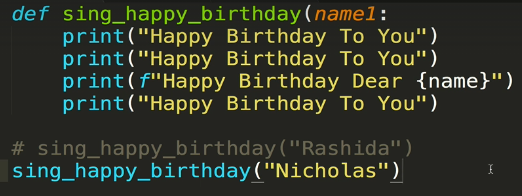 def sing_happy_birthday(name1:
    print("Happy Birthday To You")
    print("Happy Birthday To You")
    print(f"Happy Birthday Dear {name}")
    print("Happy Birthday To You")

# sing_happy_birthday("Rashida")
sing_happy_birthday("Nicholas")